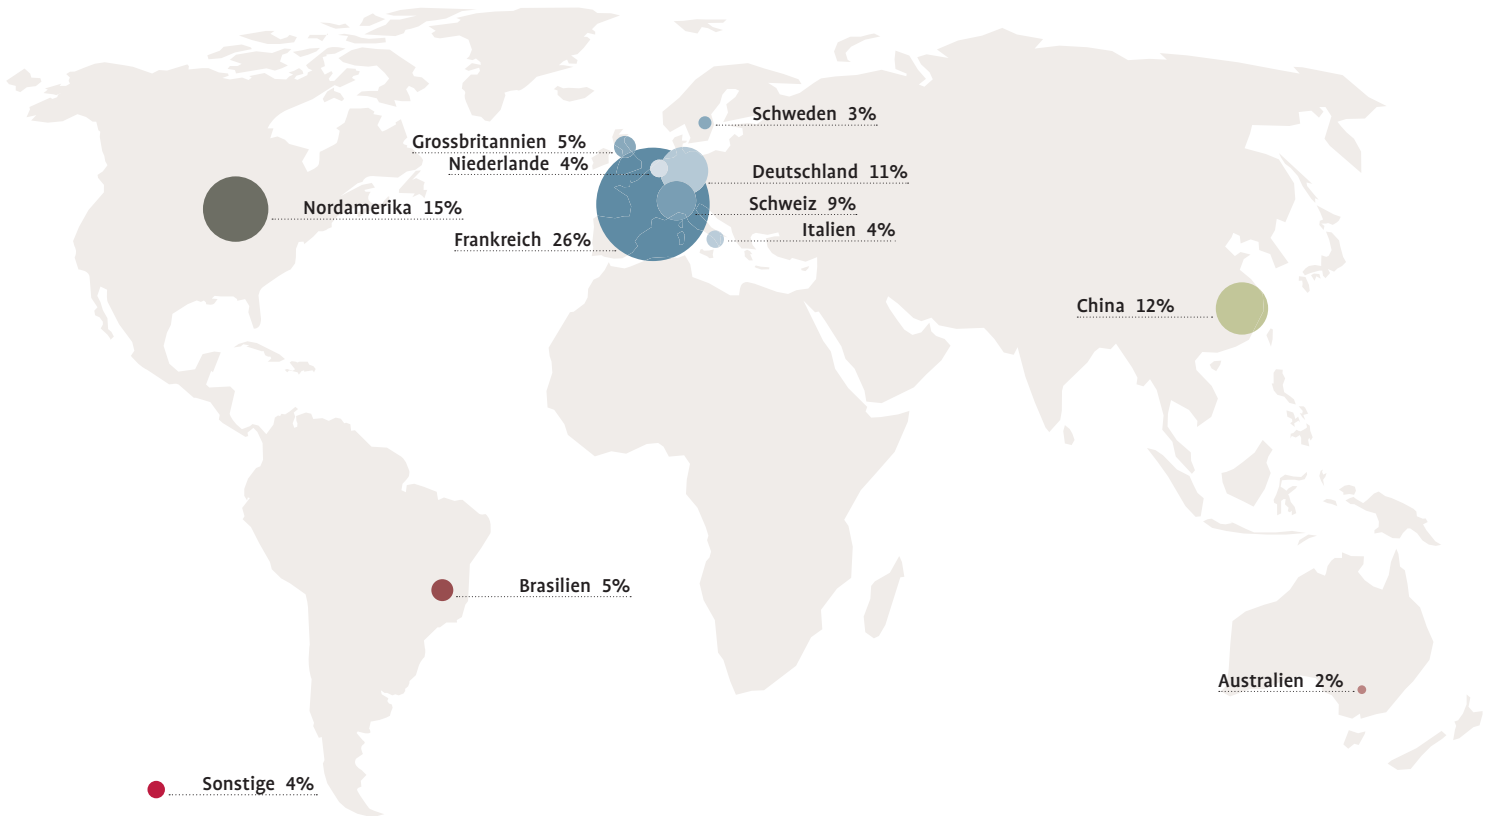 Schweden 3%
Grossbritannien 5%
Niederlande 4%
Deutschland 11%
Schweiz 9%
Nordamerika 15%
Italien 4%
Frankreich 26%
China 12%
Brasilien 5%
Australien 2%
Sonstige 4%